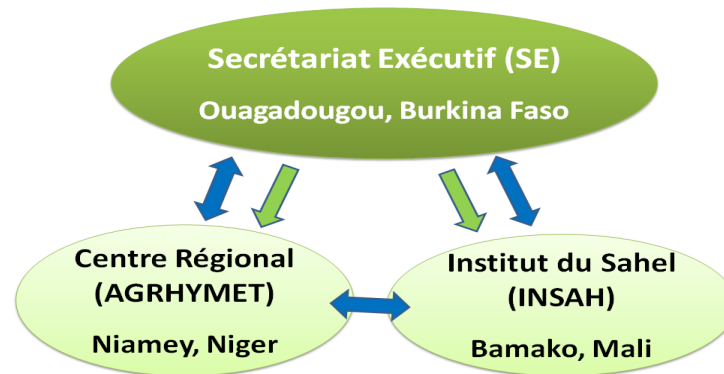 Secrétariat Exécutif (SE)
Ouagadougou, Burkina Faso
Centre Régional
(AGRHYMET)
Niamey, Niger
Institut du Sahel
(INSAH)
Bamako, Mali